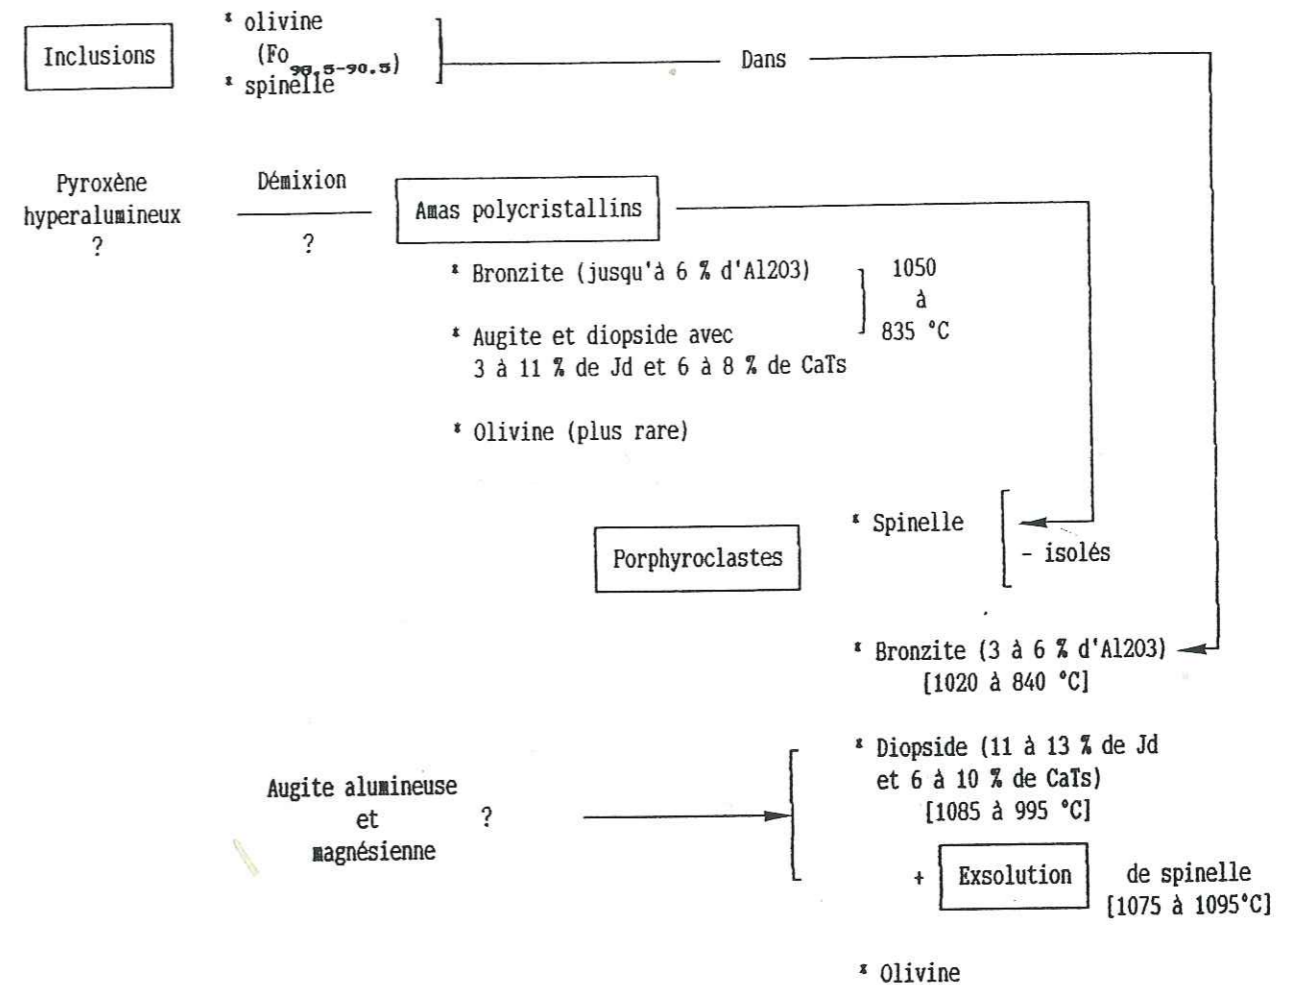 * olivine
Inclusions
(Fo
90.5-90.5)
Dans
* spinelle
Pyroxène
hyperalumineux
?
Démixion
?
Amas polycristallins
* Bronzite (jusqu'à 6 % d'Al2O3)
1050
à
835 °C
* Augite et diopside avec
3 à 11 % de Jd et 6 à 8 % de CaTs
* Olivine (plus rare)
Porphyroclastes
* Spinelle
- isolés
* Bronzite (3 à 6 % d'Al2O3)
[1020 à 840 °C]
Augite alumineuse
et
magnésienne
?
* Diopside (11 à 13 % de Jd
et 6 à 10 % de CaTs)
[1085 à 995 °C]
+ Exsolution de spinelle
[1075 à 1095°C]
* Olivine